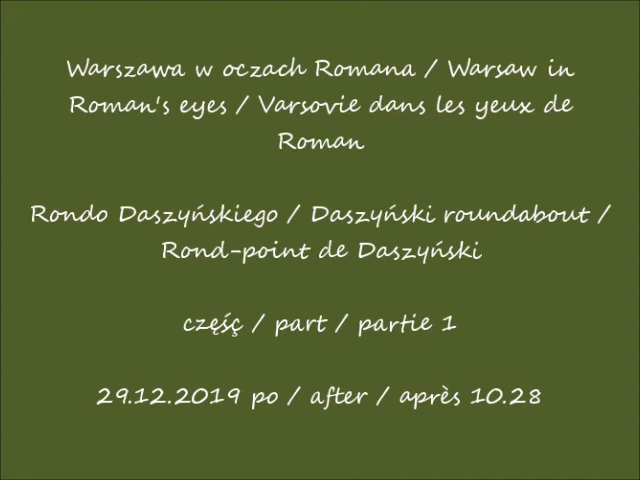 Warszawa w oczach Romana / Warsaw in
Roman's eyes / Varsovie dans les yeux de
Roman
Rondo Daszyńskiego / Daszyński roundabout /
Rond-point de Daszyński
częśç / part / partie 1
29.12.2019 po / after / après 10.28